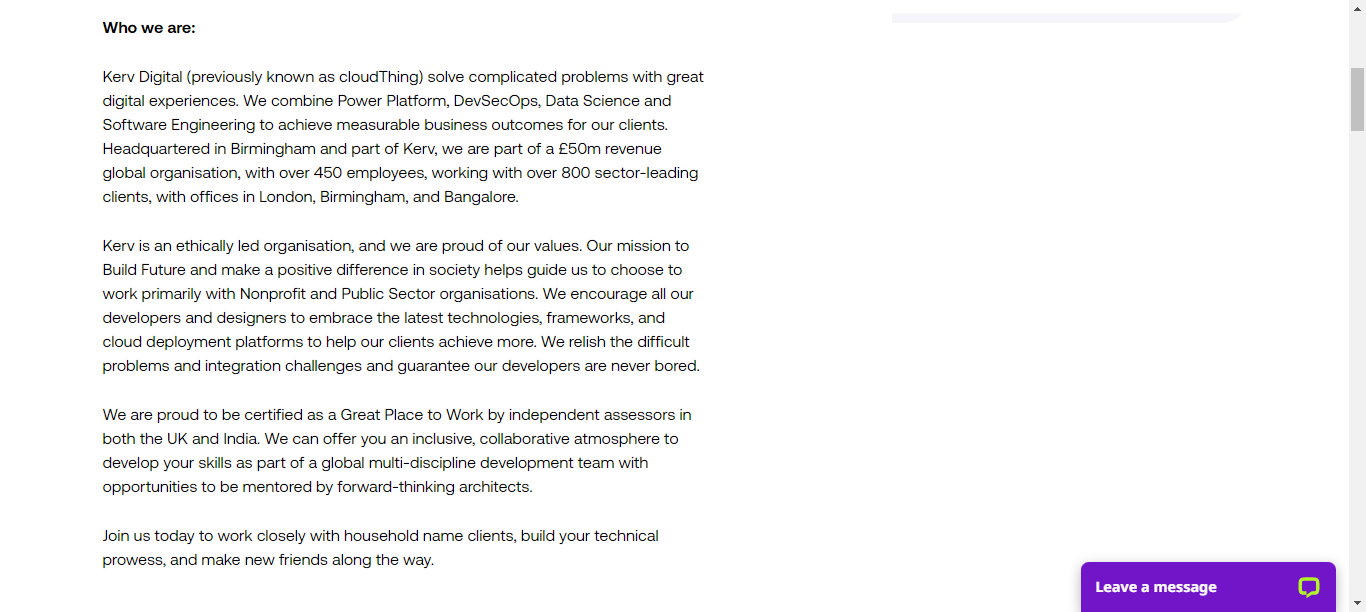 Who we are:
Kerv Digital (previously known as cloudThing) solve complicated problems with great
digital experiences. We combine Power Platform, DevSecOps, Data Science and
Software Engineering to achieve measurable business outcomes for our clients.
Headquartered in Birmingham and part of Kerv, we are part of a £50m revenue
global organisation, with over 450 employees, working with over 800 sector-leading
clients, with offices in London, Birmingham, and Bangalore.
Kerv is an ethically led organisation, and we are proud of our values. Our mission to
Build Future and make a positive difference in society helps guide us to choose to
work primarily with Nonprofit and Public Sector organisations. We encourage all our
developers and designers to embrace the latest technologies, frameworks, and
cloud deployment platforms to help our clients achieve more. We relish the difficult
problems and integration challenges and guarantee our developers are never bored.
We are proud to be certified as a Great Place to Work by independent assessors in
both the UK and India. We can offer you an inclusive, collaborative atmosphere to
develop your skills as part of a global multi-discipline development team with
opportunities to be mentored by forward-thinking architects.
Join us today to work closely with household name clients, build your technical
prowess, and make new friends along the way.
Leave a message